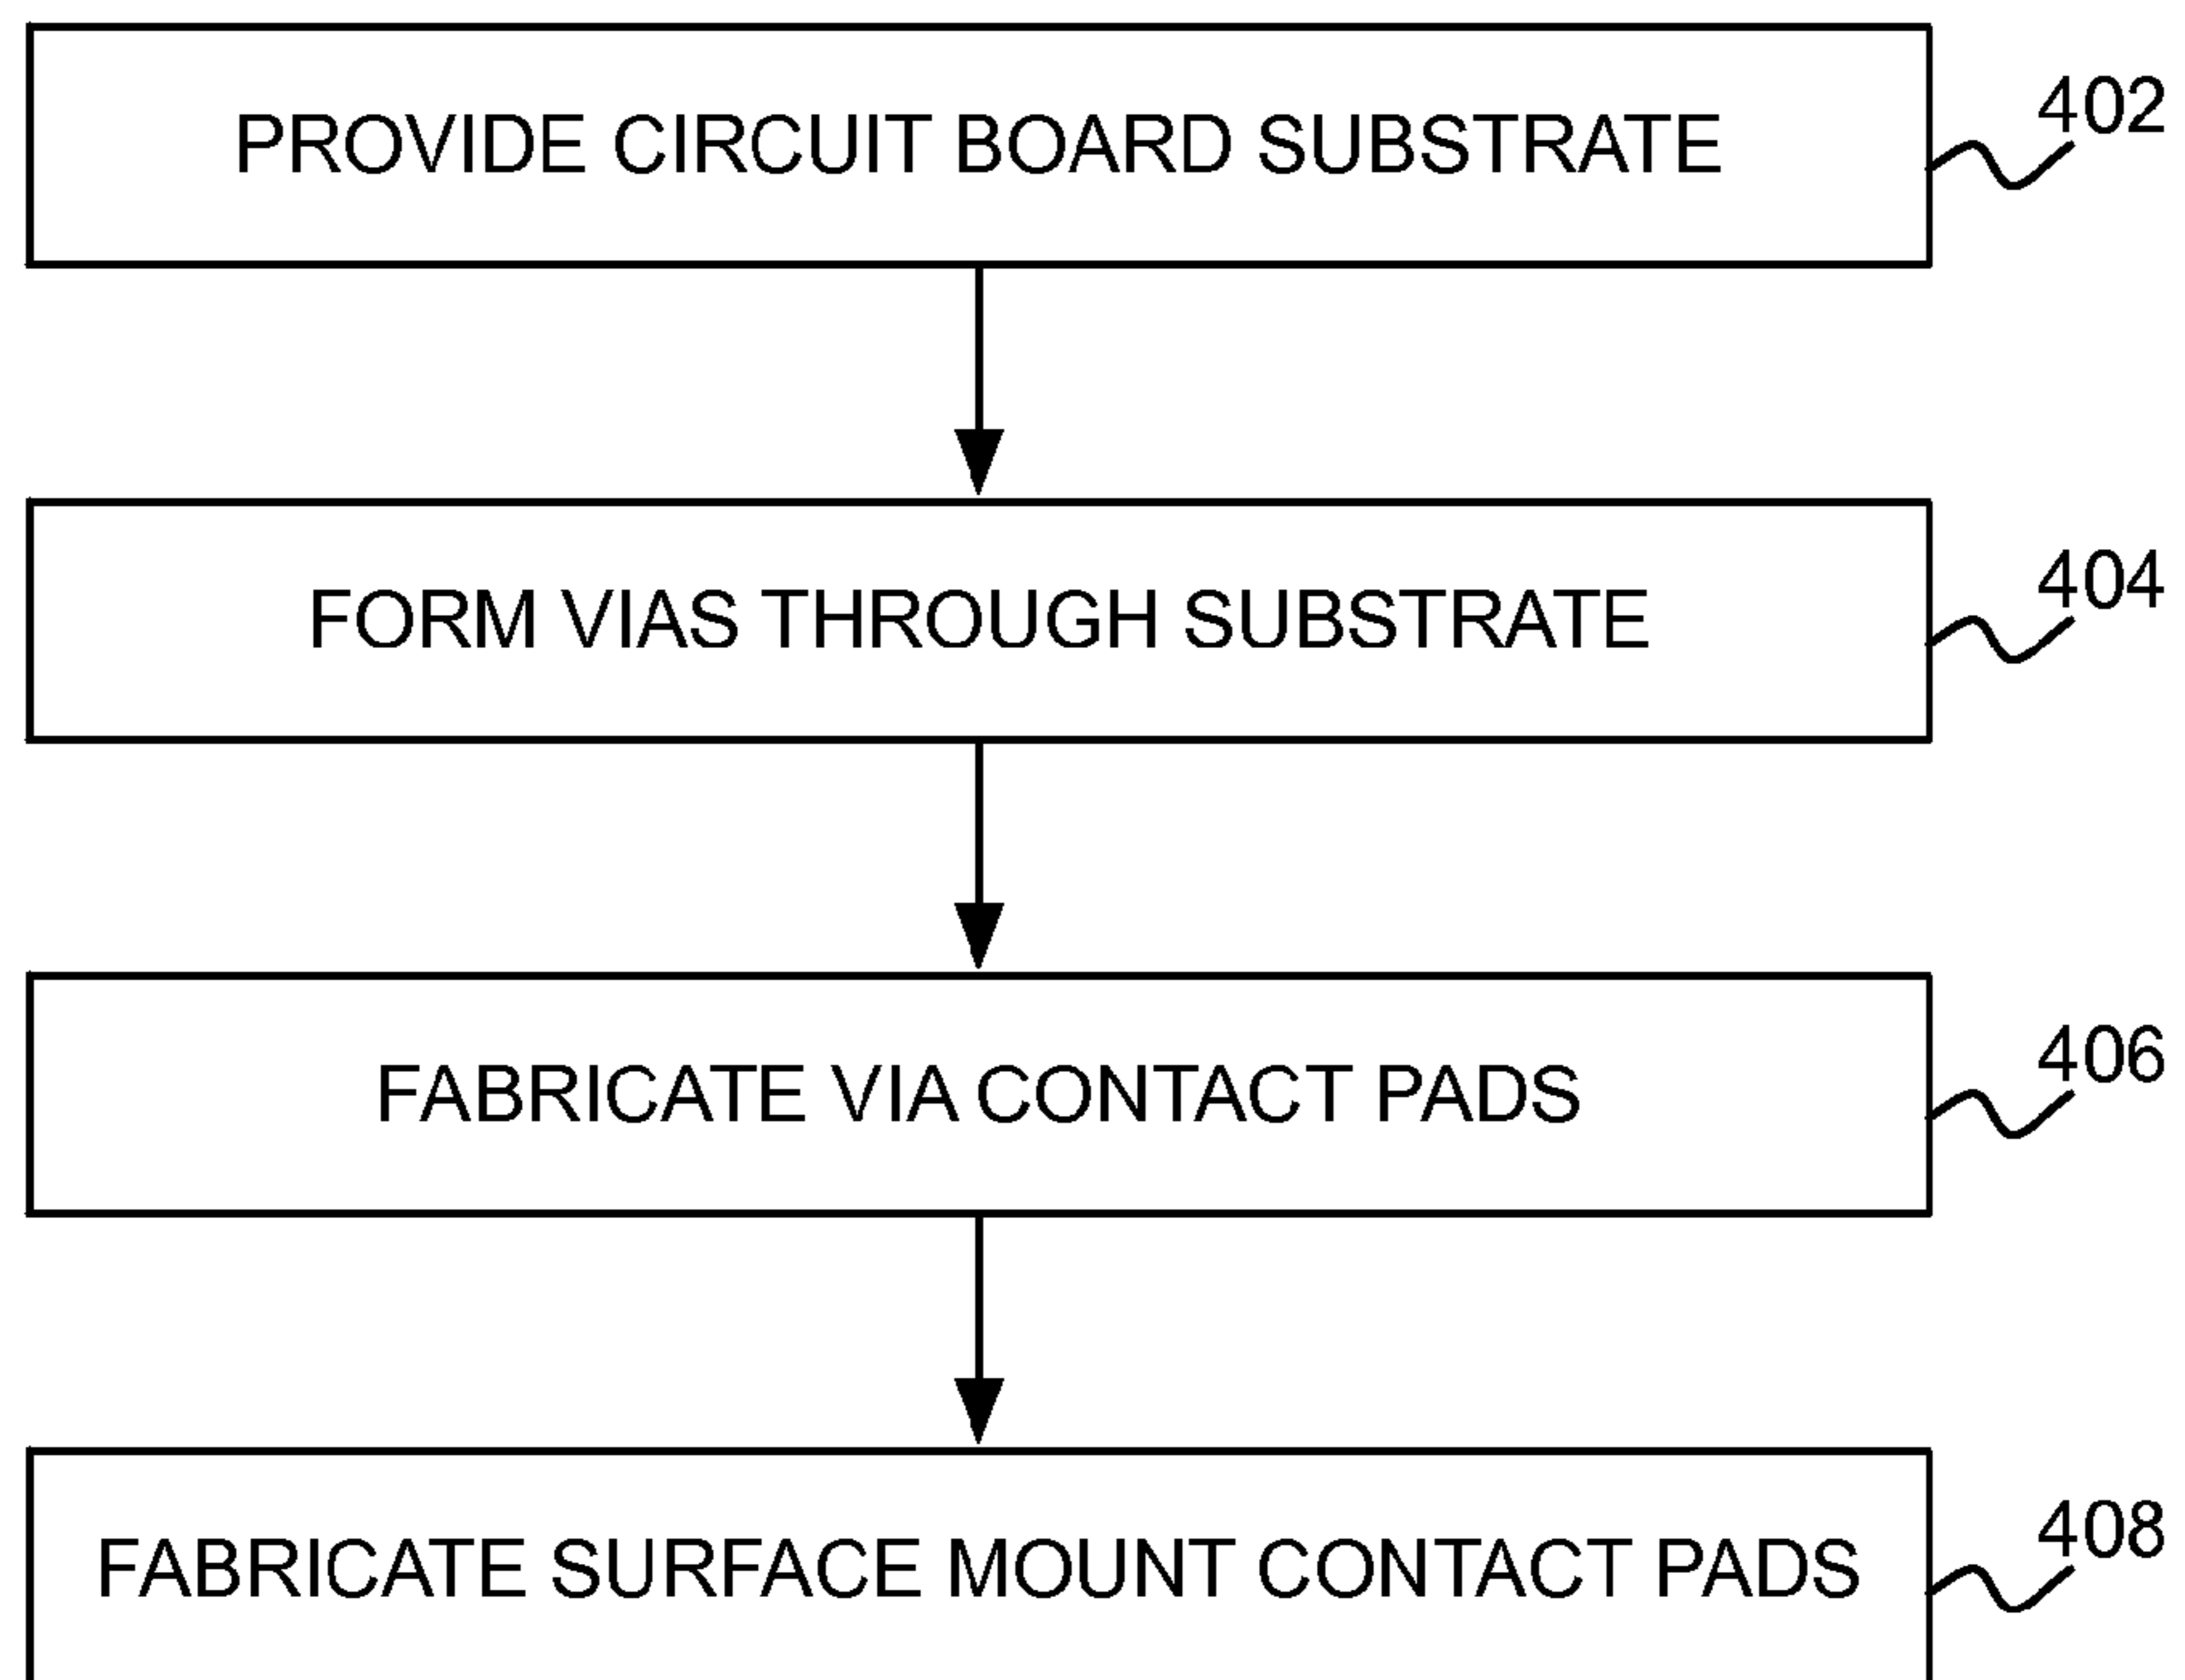 PROVIDE CIRCUIT BOARD SUBSTRATE
402
FORM VIAS THROUGH SUBSTRATE
404
FABRICATE VIA CONTACT PADS
406
FABRICATE SURFACE MOUNT CONTACT PADS
408